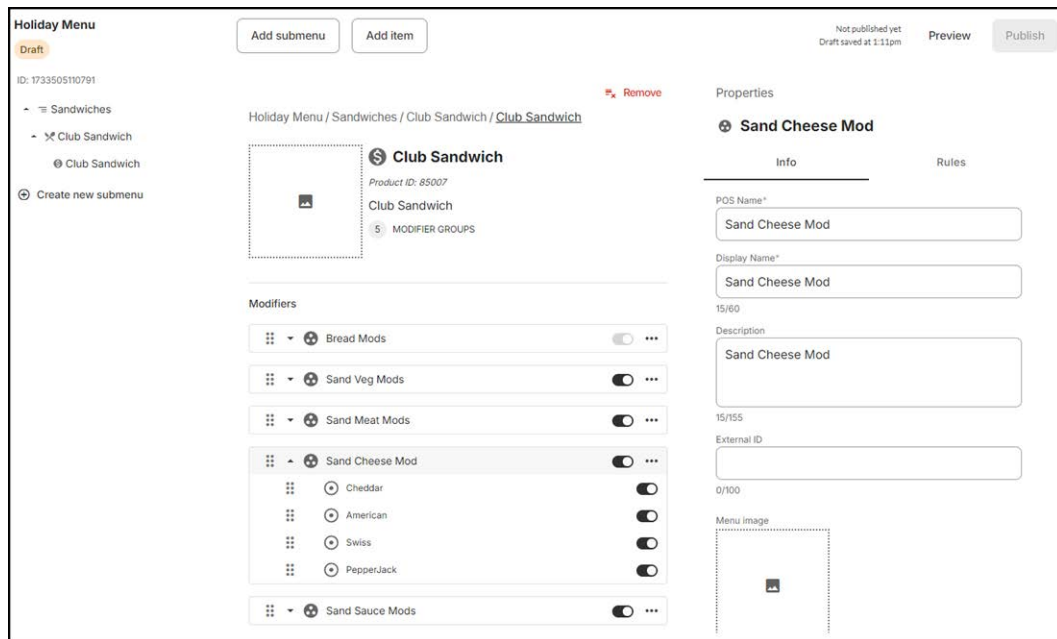 Holiday Menu
Draft
ID: 1733505110791
Sandwiches
Club Sandwich
Club Sandwich
Create new submenu
Add submenu
Add item
Not published yet
Draft saved at 1:11pm
Preview
Publish
Remove
Holiday Menu / Sandwiches / Club Sandwich / Club Sandwich
Club Sandwich
Product ID: 85007
Club Sandwich
5 MODIFIER GROUPS
Modifiers
Bread Mods
Sand Veg Mods
Sand Meat Mods
Sand Cheese Mod
Cheddar
American
Swiss
PepperJack
Sand Sauce Mods
Properties
Sand Cheese Mod
Info
Rules
POS Name*
Sand Cheese Mod
Display Name*
Sand Cheese Mod
15/60
Description
Sand Cheese Mod
15/155
External ID
0/100
Menu image